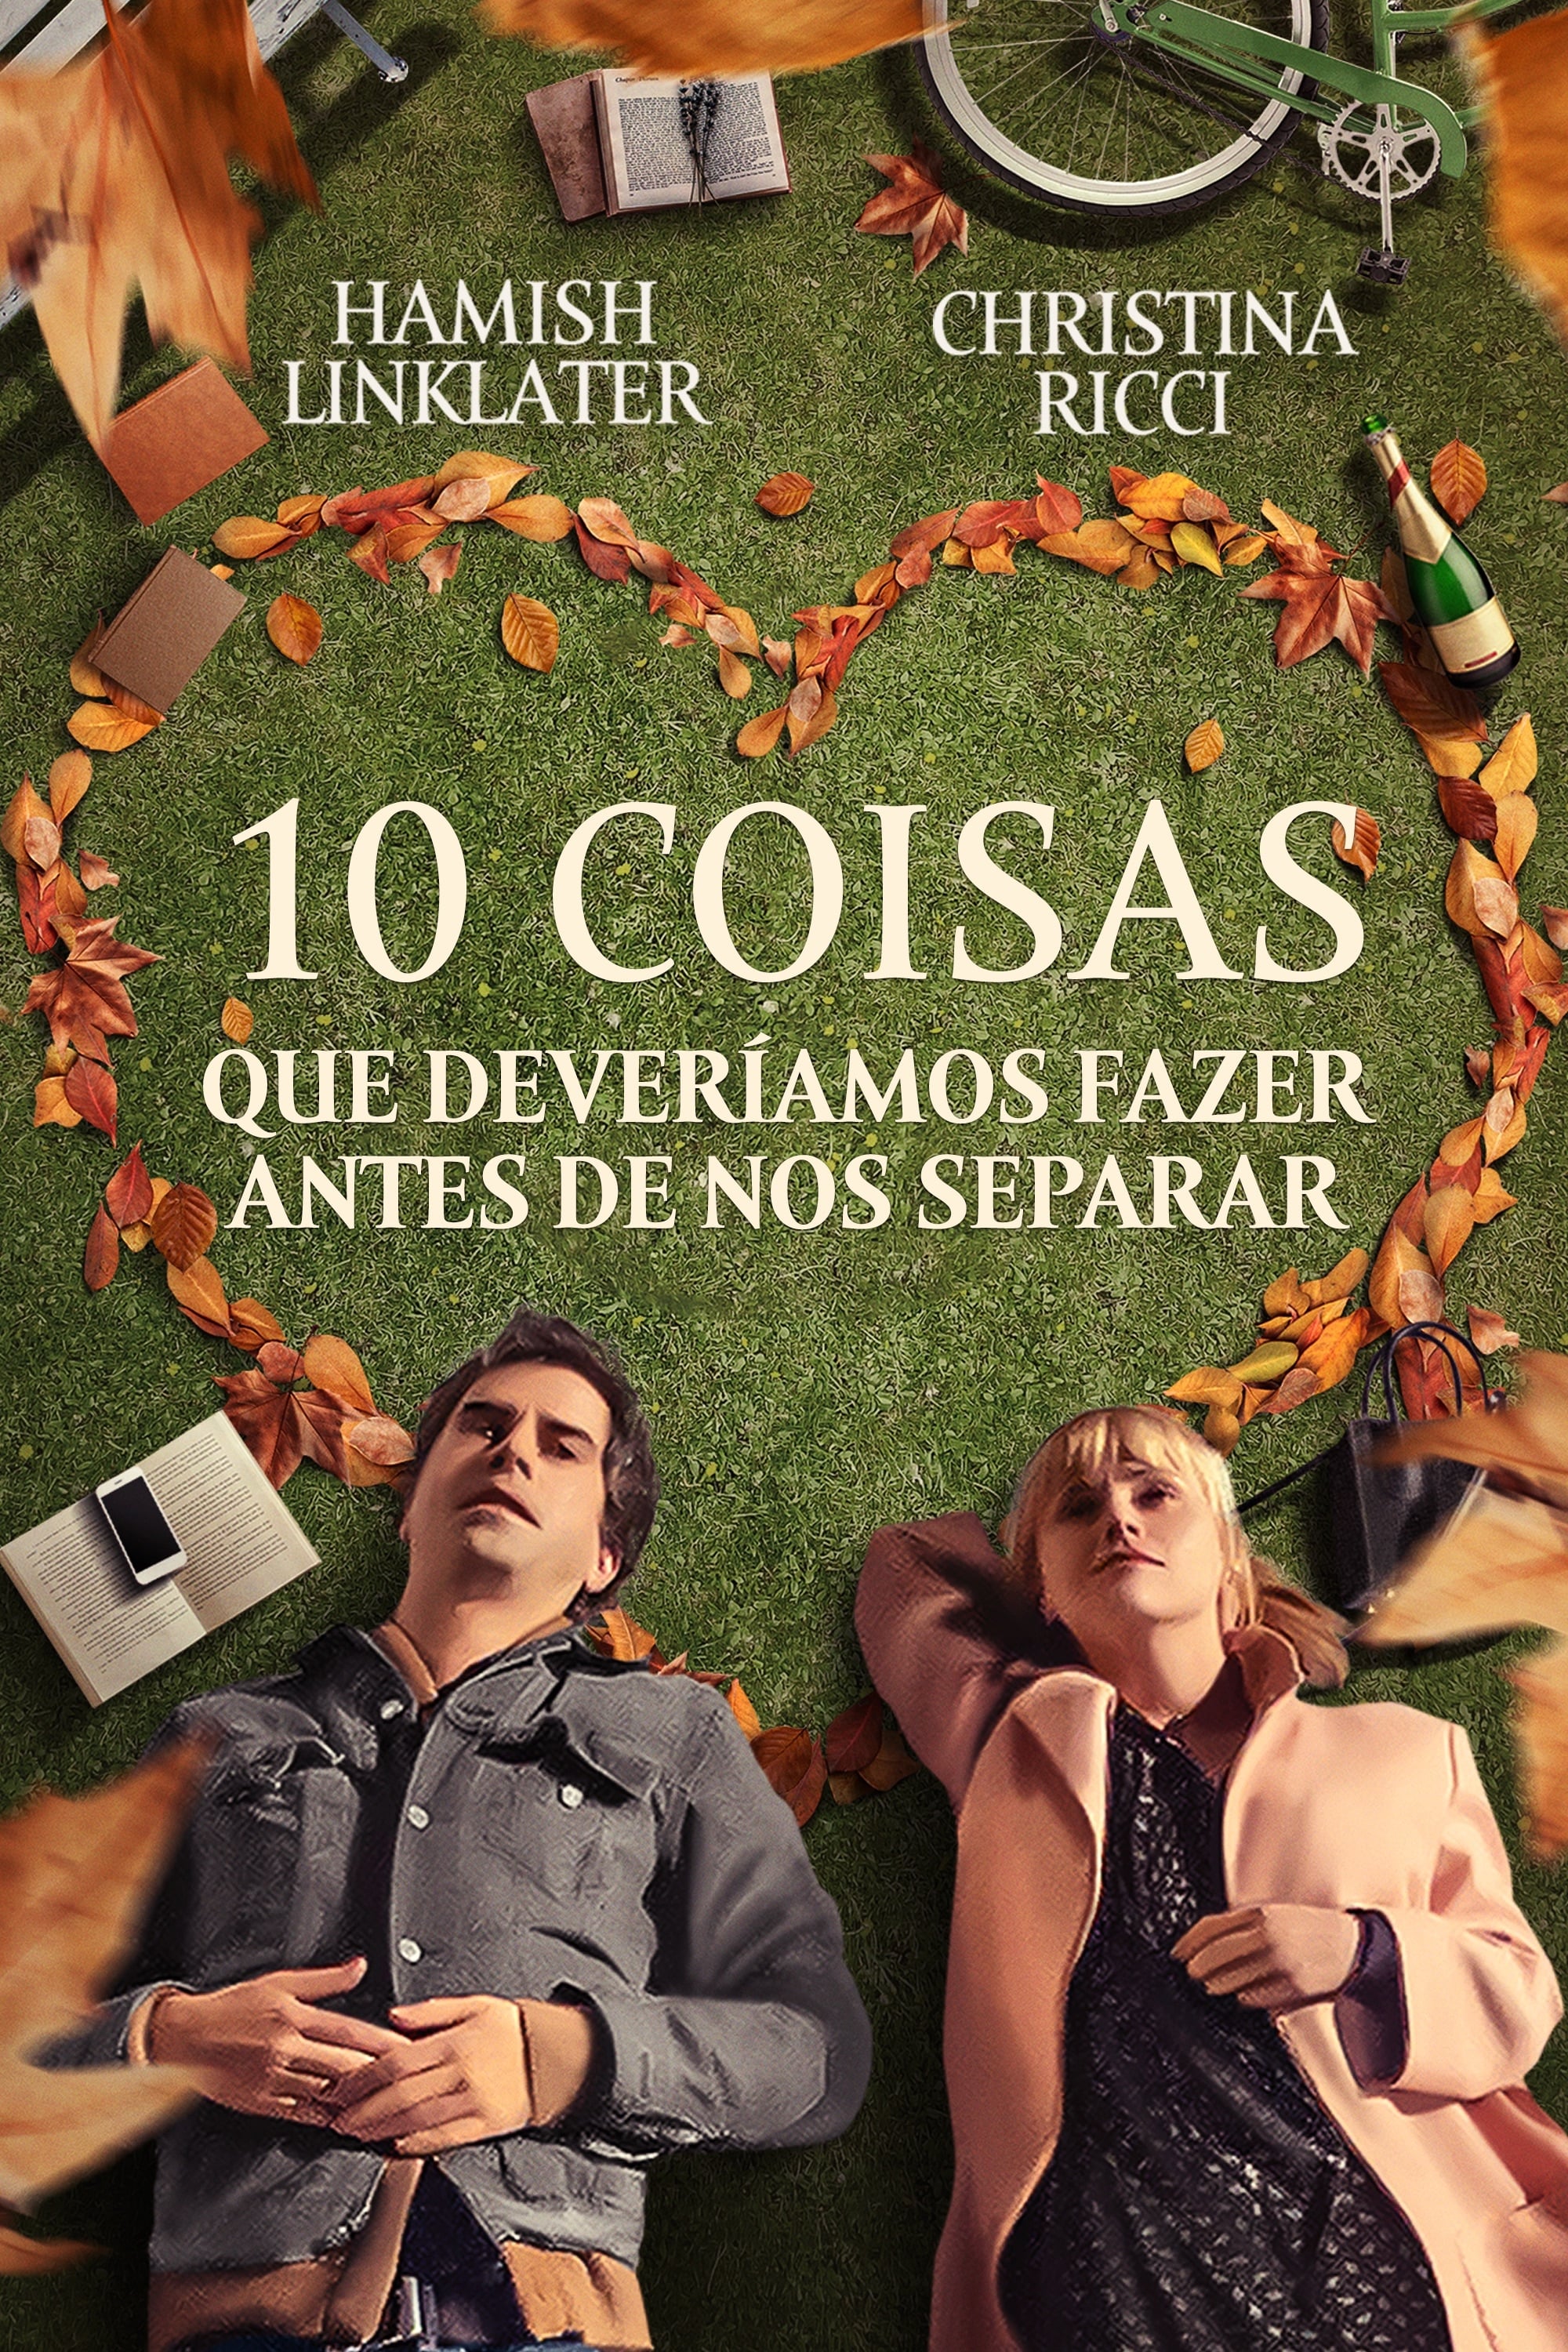 HAMISH
LINKLATER
CHRISTINA
RICCI
10 COISAS
QUE DEVERÍAMOS FAZER
ANTES DE NOS SEPARAR